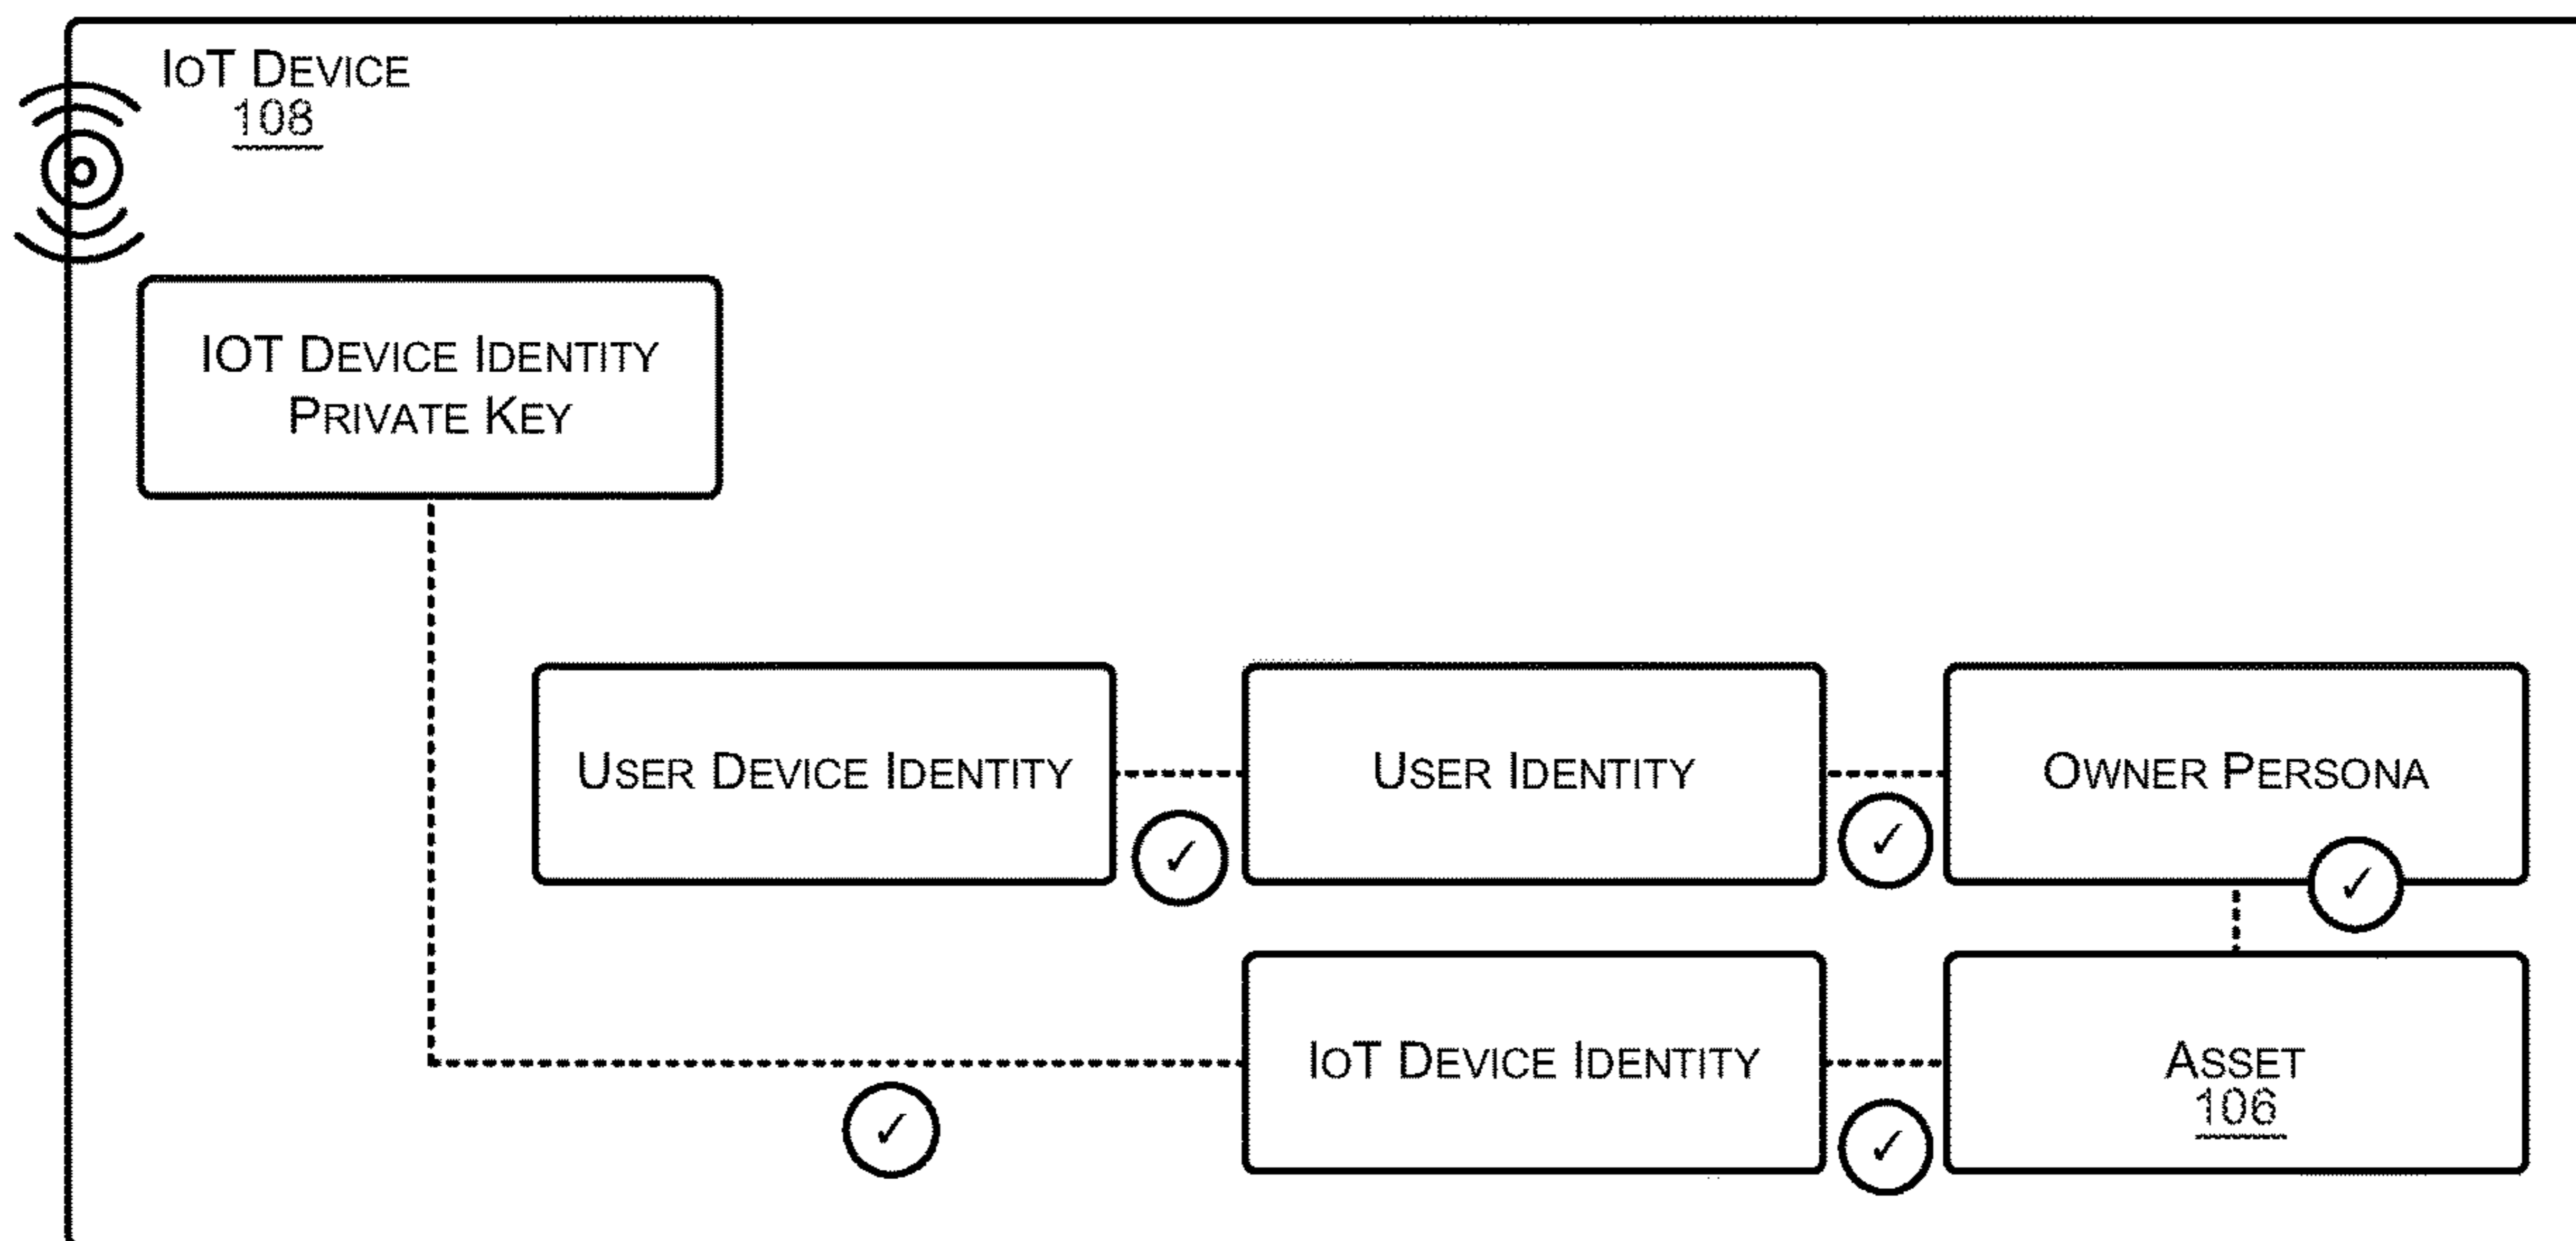 IoT Device
108
IOT Device Identity
Private Key
User Device Identity
User Identity
Owner Persona
✓
✓
✓
IoT Device Identity
Asset
106
✓
✓